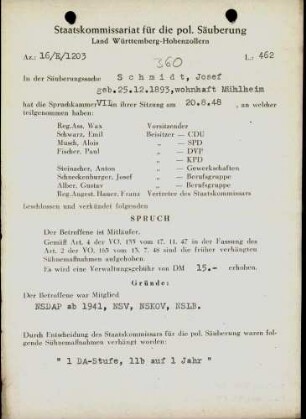 Staatskommissariat für die pol. Säuberung
Land Württemberg-Hohenzollern
Az.: 16/H/1203
L.: 462
360
In der Säuberungssache Schmidt, Josef
geb.25.12.1893, wohnhaft Mühlheim
hat die Spruchkammer VII in ihrer Sitzung am 20.8.48, an welcher
teilgenommen haben:
Reg.Ass. Wax Vorsitzender
Schwarz, Emil Beisitzer — CDU
Musch, Alois „ — SPD
Fischer, Paul „ — DVP
„ — KPD
Steinacher, Anton „ — Gewerkschaften
Schreckenburger, Josef „ — Berufsgruppe
Alber, Gustav „ — Berufsgruppe
Reg.Angest. Hauer, Franz Vertreter des Staatskommissars
beschlossen und verkündet folgenden
SPRUCH
Der Betroffene ist Mitläufer.
Gemäß Art. 4 der VO. 133 vom 17. 11. 47 in der Fassung des
Art. 2 der VO. 165 vom 13. 7. 48 sind die früher verhängten
Sühnemaßnahmen aufgehoben.
Es wird eine Verwaltungsgebühr von DM 15.- erhoben.
Gründe:
Der Betroffene war Mitglied
NSDAP ab 1941, NSV, NSKOV, NSLB.
Durch Entscheidung des Staatskommissars für die pol. Säuberung waren folgende
Sühnemaßnahmen verhängt worden:
" 1 DA-Stufe, 11b auf 1 Jahr "